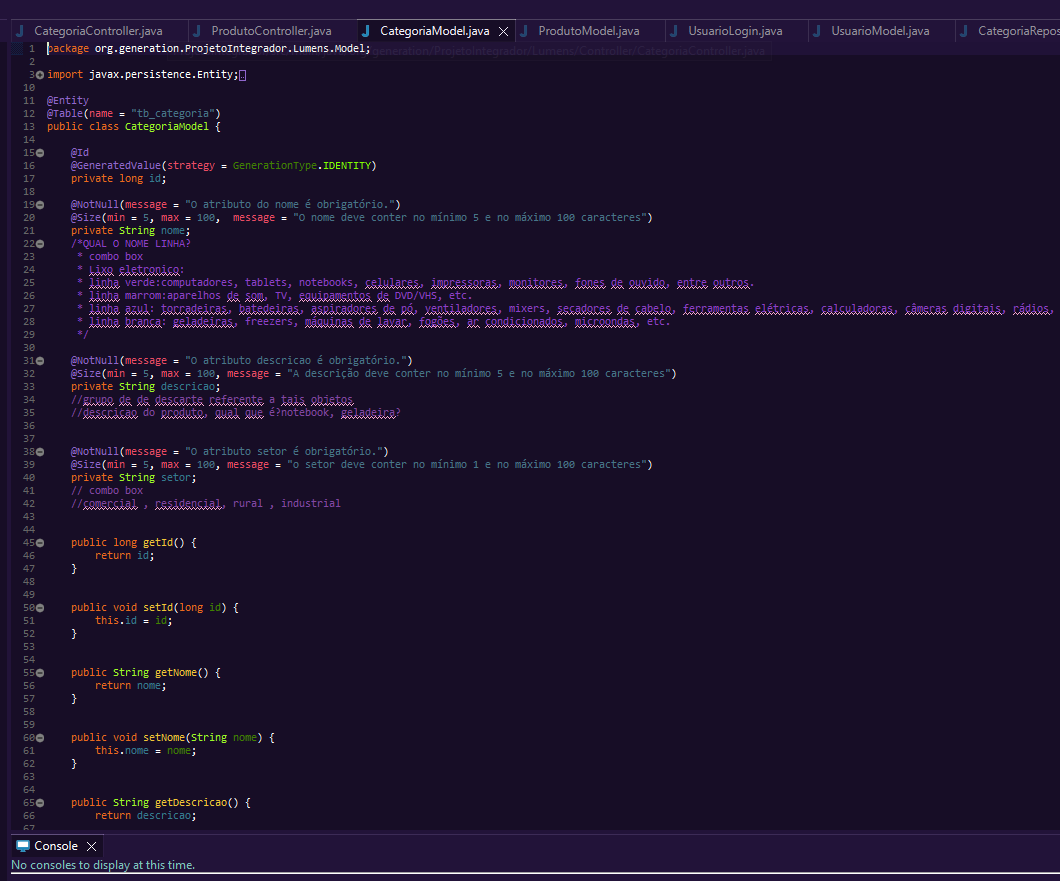 CategoriaController.java ProdutoController.java CategoriaModel.java ProdutoModel.java UsuarioLogin.java UsuarioModel.java CategoriaRepos
1 package org.generation.ProjetoIntegrador.Lumens.Model;
2
3 import javax.persistence.Entity;
10
11 @Entity
12 @Table(name = "tb_categoria")
13 public class CategoriaModel {
14
15 @Id
16 @GeneratedValue(strategy = GenerationType.IDENTITY)
17 private long id;
18
19 @NotNull(message = "O atributo do nome é obrigatório.")
20 @Size(min = 5, max = 100,  message = "O nome deve conter no mínimo 5 e no máximo 100 caracteres")
21 private String nome;
22 /*QUAL O NOME LINHA?
23 * combo box
24 * Lixo eletronico:
25 * linha verde:computadores, tablets, notebooks, celulares, impressoras, monitores, fones de ouvido, entre outros.
26 * linha marrom:aparelhos de som, TV, equipamentos de DVD/VHS, etc.
27 * linha azul: torradeiras, batedeiras, aspiradores de pó, ventiladores, mixers, secadores de cabelo, ferramentas elétricas, calculadoras, câmeras digitais, rádios,
28 * linha branca: geladeiras, freezers, máquinas de lavar, fogões, ar condicionados, microondas, etc.
29 */
30
31 @NotNull(message = "O atributo descricao é obrigatório.")
32 @Size(min = 5, max = 100, message = "A descrição deve conter no mínimo 5 e no máximo 100 caracteres")
33 private String descricao;
34 //grupo de de descarte referente a tais objetos
35 //descricao do produto, qual que é?notebook, geladeira?
36
37
38 @NotNull(message = "O atributo setor é obrigatório.")
39 @Size(min = 5, max = 100, message = "o setor deve conter no mínimo 1 e no máximo 100 caracteres")
40 private String setor;
41 // combo box
42 //comercial , residencial, rural , industrial
43
44
45 public long getId() {
46 return id;
47 }
48
49
50 public void setId(long id) {
51 this.id = id;
52 }
53
54
55 public String getNome() {
56 return nome;
57 }
58
59
60 public void setNome(String nome) {
61 this.nome = nome;
62 }
63
64
65 public String getDescricao() {
66 return descricao;
67
Console
No consoles to display at this time.